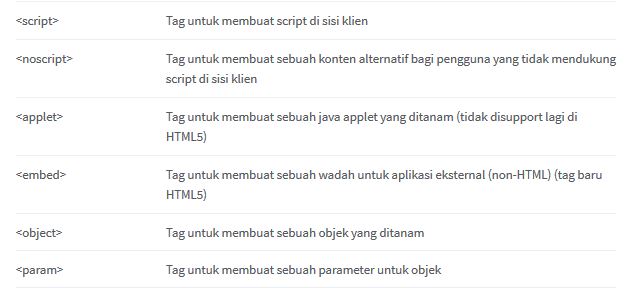 <script> Tag untuk membuat script di sisi klien
<noscript> Tag untuk membuat sebuah konten alternatif bagi pengguna yang tidak mendukung
script di sisi klien
<applet> Tag untuk membuat sebuah java applet yang ditanam (tidak disupport lagi di
HTML5)
<embed> Tag untuk membuat sebuah wadah untuk aplikasi eksternal (non-HTML) (tag baru
HTML5)
<object> Tag untuk membuat sebuah objek yang ditanam
<param> Tag untuk membuat sebuah parameter untuk objek